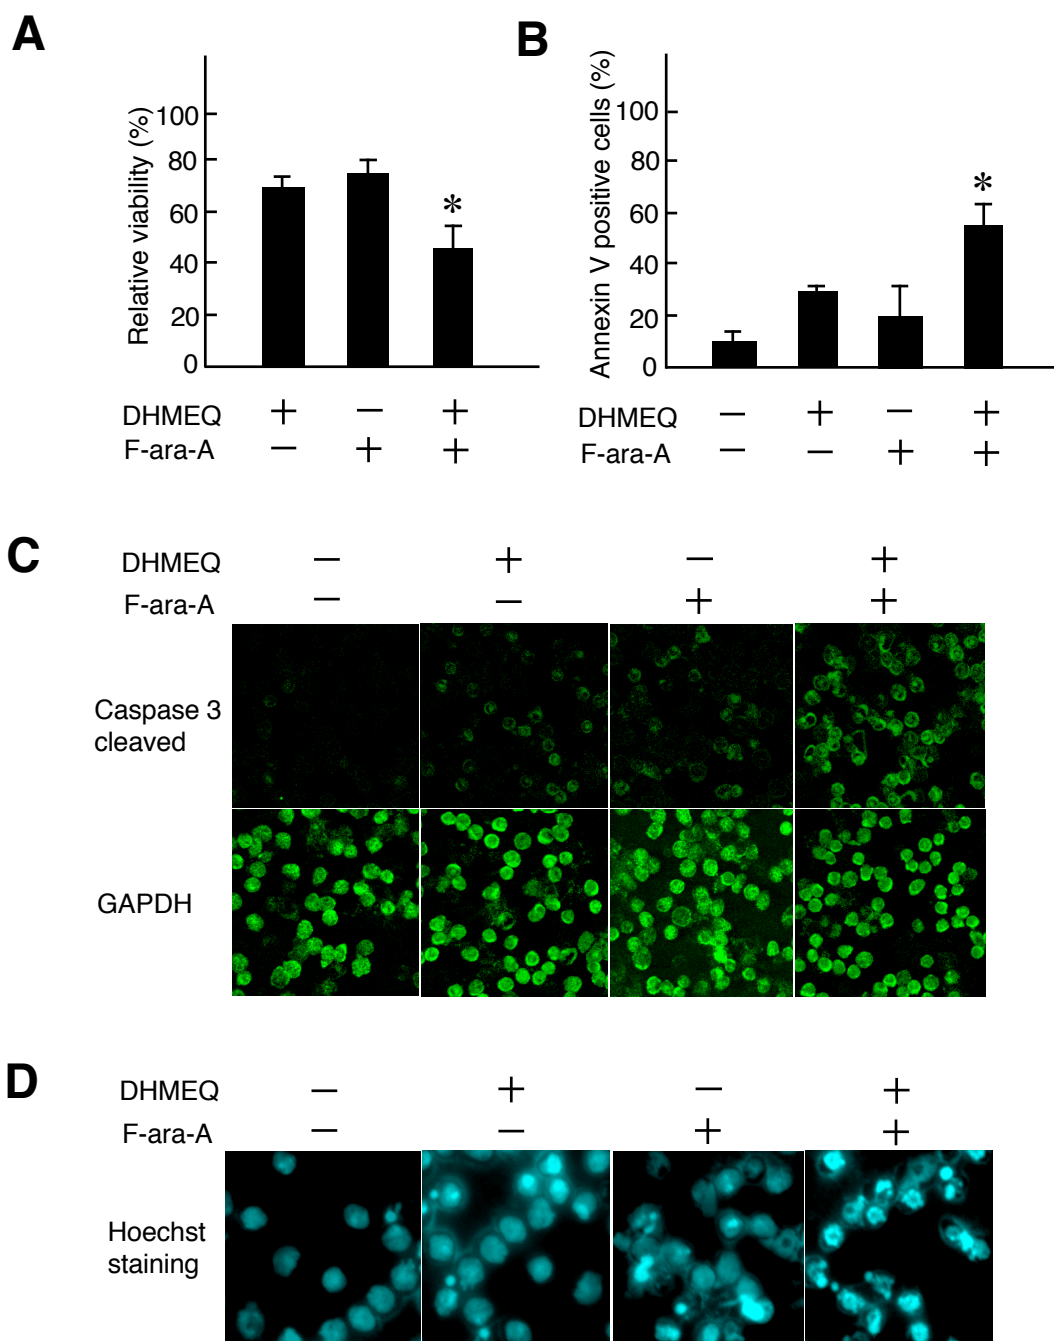 A
Relative viability (%)
100
80
60
40
20
0
DHMEQ + − +
F-ara-A − + +
B
Annexin V positive cells (%)
100
80
60
40
20
0
*
*
DHMEQ − + − +
F-ara-A − − + +
C
DHMEQ − + − +
F-ara-A − − + +
Caspase 3
cleaved
GAPDH
D
DHMEQ − + − +
F-ara-A − − + +
Hoechst
staining